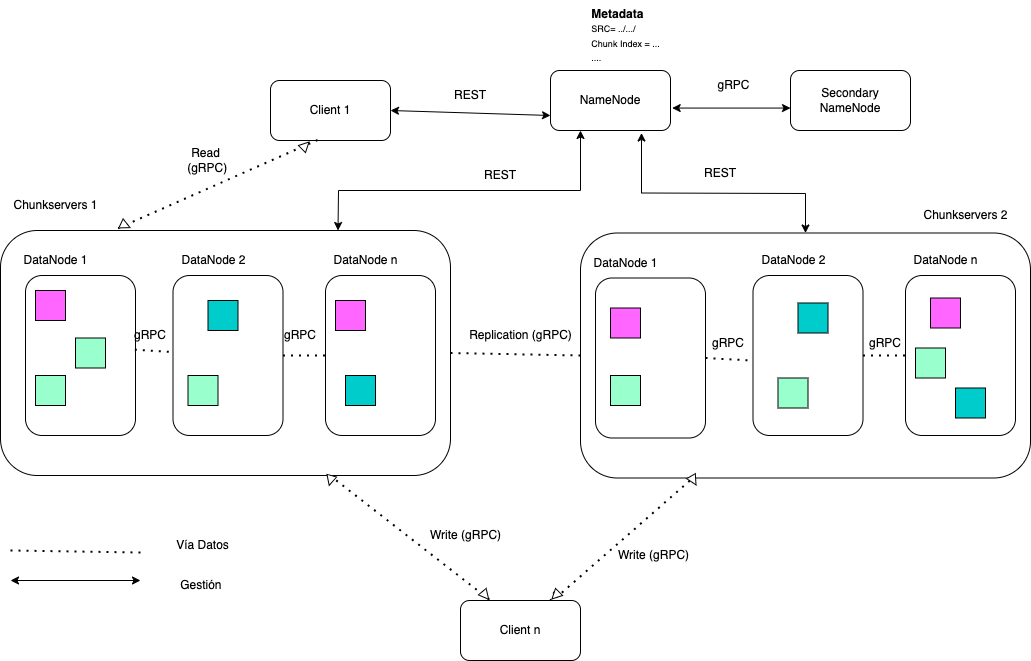 Metadata
SRC= ../.../
Chunk Index = ...
....
Client 1
REST
NameNode
gRPC
Secondary
NameNode
Read
(gRPC)
REST
REST
Chunkservers 1
Chunkservers 2
DataNode 1
DataNode 2
DataNode n
DataNode 1
DataNode 2
DataNode n
gRPC
gRPC
Replication (gRPC)
gRPC
gRPC
Write (gRPC)
Write (gRPC)
Vía Datos
Gestión
Client n